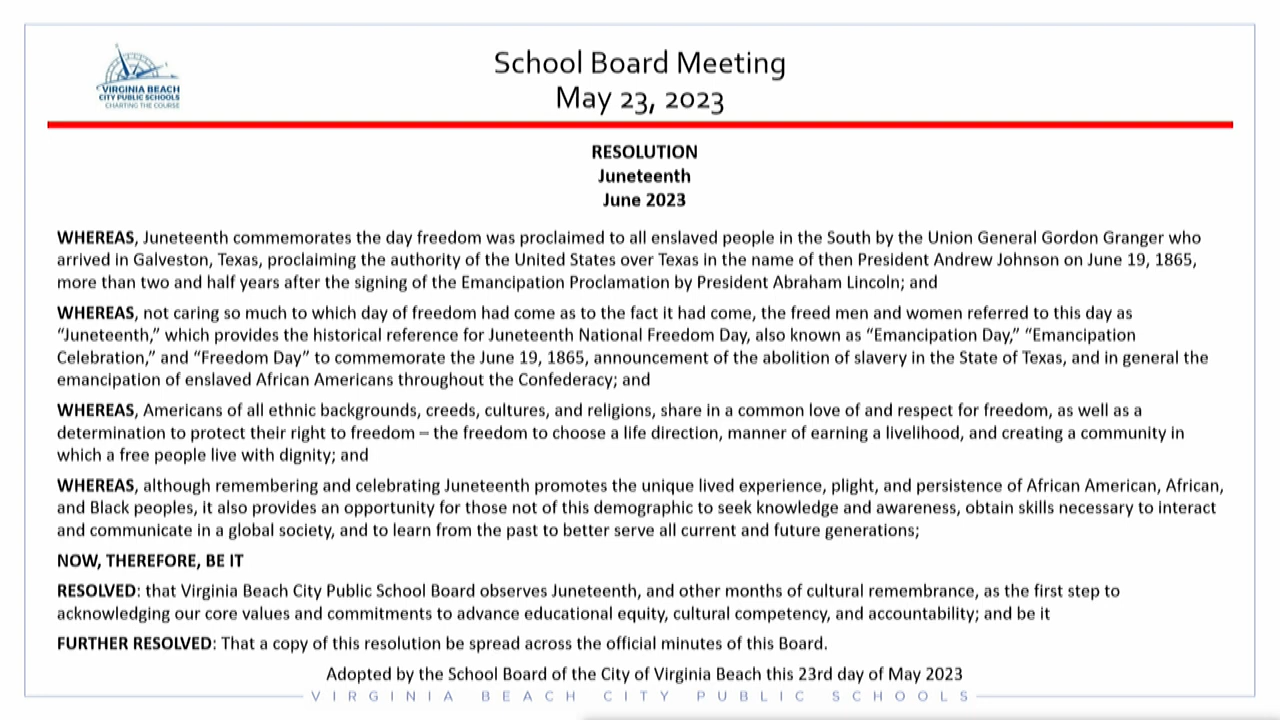 VIRGINIA BEACH
CITY PUBLIC SCHOOLS
CHARTING THE COURSE
School Board Meeting
May 23, 2023
RESOLUTION
Juneteenth
June 2023
WHEREAS, Juneteenth commemorates the day freedom was proclaimed to all enslaved people in the South by the Union General Gordon Granger who
arrived in Galveston, Texas, proclaiming the authority of the United States over Texas in the name of then President Andrew Johnson on June 19, 1865,
more than two and half years after the signing of the Emancipation Proclamation by President Abraham Lincoln; and
WHEREAS, not caring so much to which day of freedom had come as to the fact it had come, the freed men and women referred to this day as
“Juneteenth,” which provides the historical reference for Juneteenth National Freedom Day, also known as “Emancipation Day,” “Emancipation
Celebration,” and “Freedom Day” to commemorate the June 19, 1865, announcement of the abolition of slavery in the State of Texas, and in general the
emancipation of enslaved African Americans throughout the Confederacy; and
WHEREAS, Americans of all ethnic backgrounds, creeds, cultures, and religions, share in a common love of and respect for freedom, as well as a
determination to protect their right to freedom – the freedom to choose a life direction, manner of earning a livelihood, and creating a community in
which a free people live with dignity; and
WHEREAS, although remembering and celebrating Juneteenth promotes the unique lived experience, plight, and persistence of African American, African,
and Black peoples, it also provides an opportunity for those not of this demographic to seek knowledge and awareness, obtain skills necessary to interact
and communicate in a global society, and to learn from the past to better serve all current and future generations;
NOW, THEREFORE, BE IT
RESOLVED: that Virginia Beach City Public School Board observes Juneteenth, and other months of cultural remembrance, as the first step to
acknowledging our core values and commitments to advance educational equity, cultural competency, and accountability; and be it
FURTHER RESOLVED: That a copy of this resolution be spread across the official minutes of this Board.
Adopted by the School Board of the City of Virginia Beach this 23rd day of May 2023
VIRGINIA BEACH CITY PUBLIC SCHOOLS